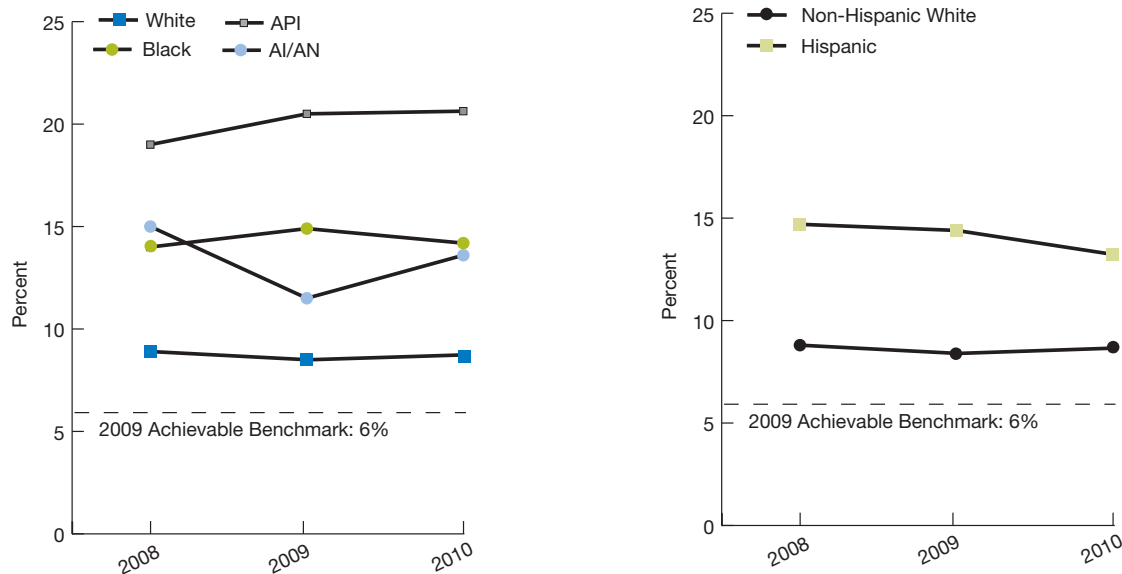 25
White
API
Black
AI/AN
20
15
Percent
10
2009 Achievable Benchmark: 6%
5
0
2008
2009
2010
25
Non-Hispanic White
Hispanic
20
15
Percent
10
2009 Achievable Benchmark: 6%
5
0
2008
2009
2010